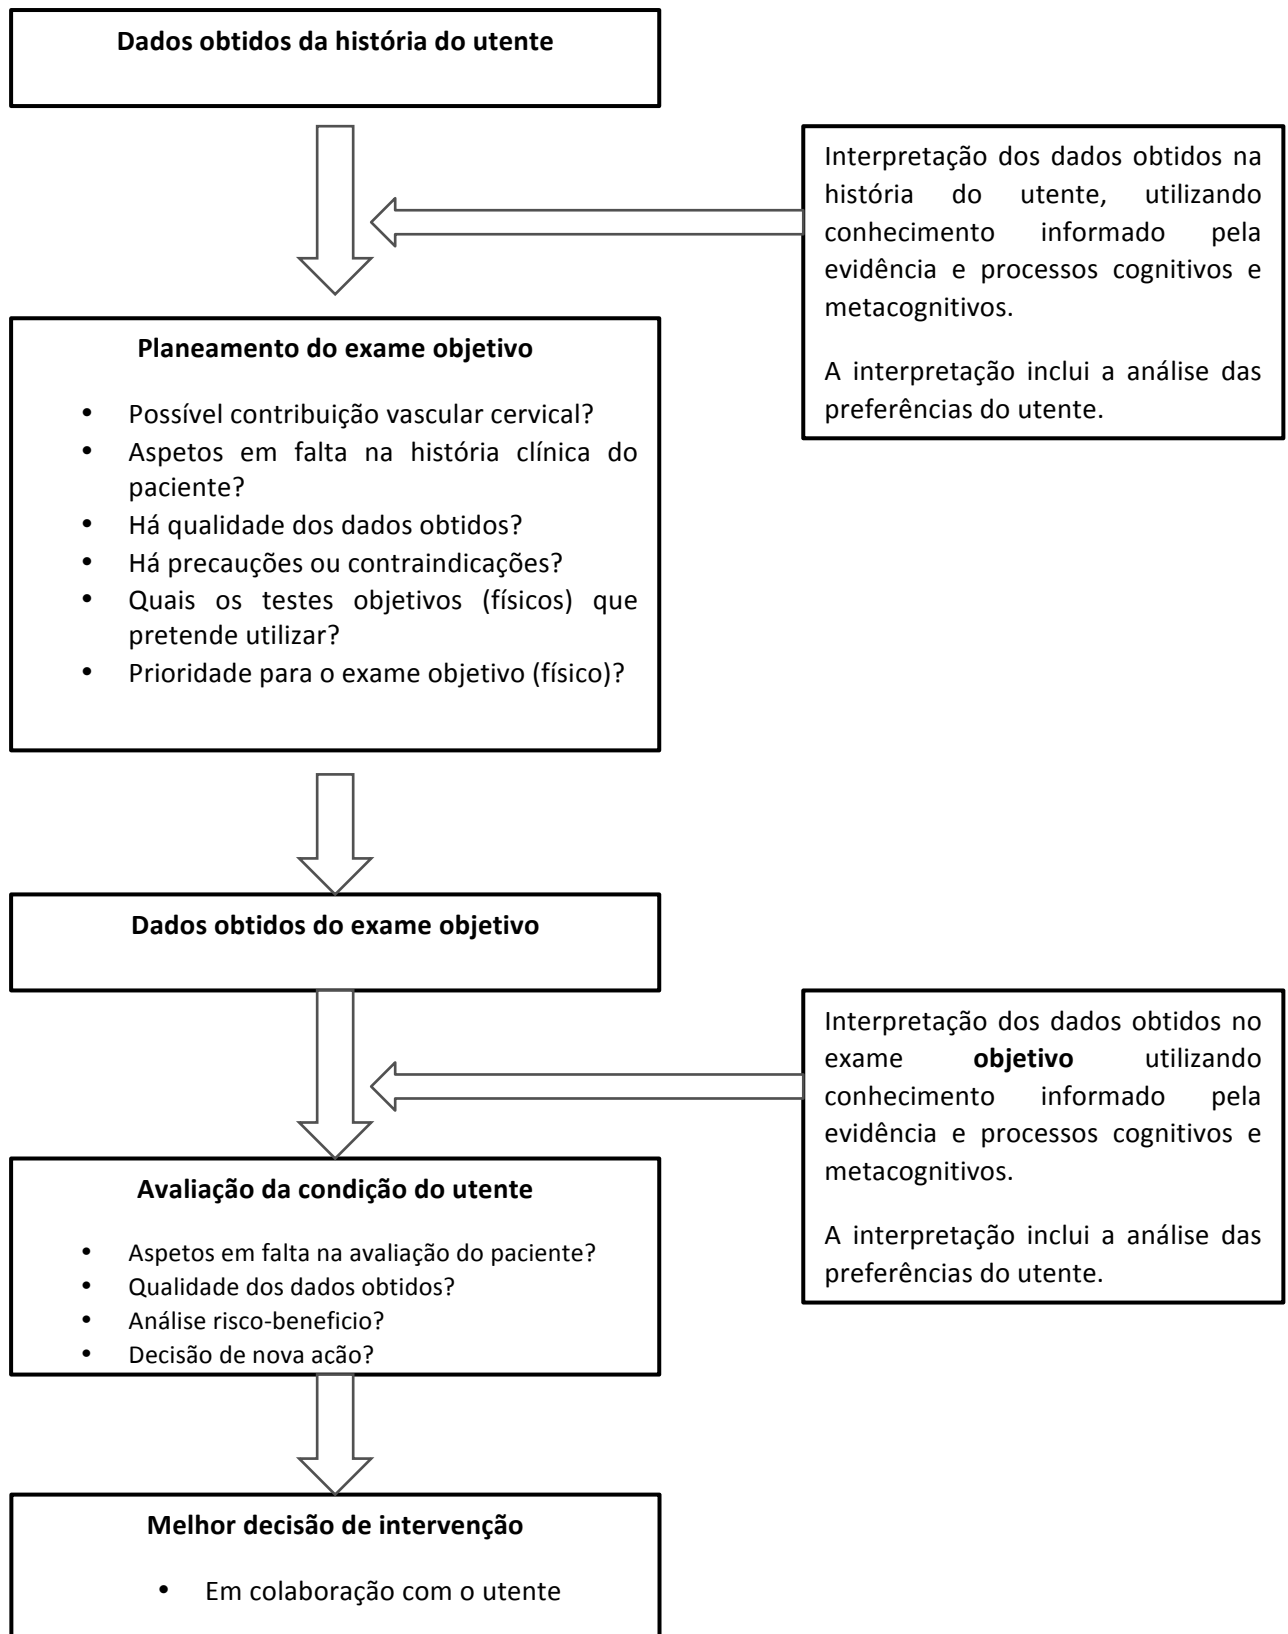 Dados obtidos da história do utente
Interpretação dos dados obtidos na
história do utente, utilizando
conhecimento informado pela
evidência e processos cognitivos e
metacognitivos.
A interpretação inclui a análise das
preferências do utente.
Planeamento do exame objetivo
• Possível contribuição vascular cervical?
• Aspetos em falta na história clínica do
paciente?
• Há qualidade dos dados obtidos?
• Há precauções ou contraindicações?
• Quais os testes objetivos (físicos) que
pretende utilizar?
• Prioridade para o exame objetivo (físico)?
Dados obtidos do exame objetivo
Interpretação dos dados obtidos no
exame objetivo utilizando
conhecimento informado pela
evidência e processos cognitivos e
metacognitivos.
A interpretação inclui a análise das
preferências do utente.
Avaliação da condição do utente
• Aspetos em falta na avaliação do paciente?
• Qualidade dos dados obtidos?
• Análise risco-beneficio?
• Decisão de nova ação?
Melhor decisão de intervenção
• Em colaboração com o utente